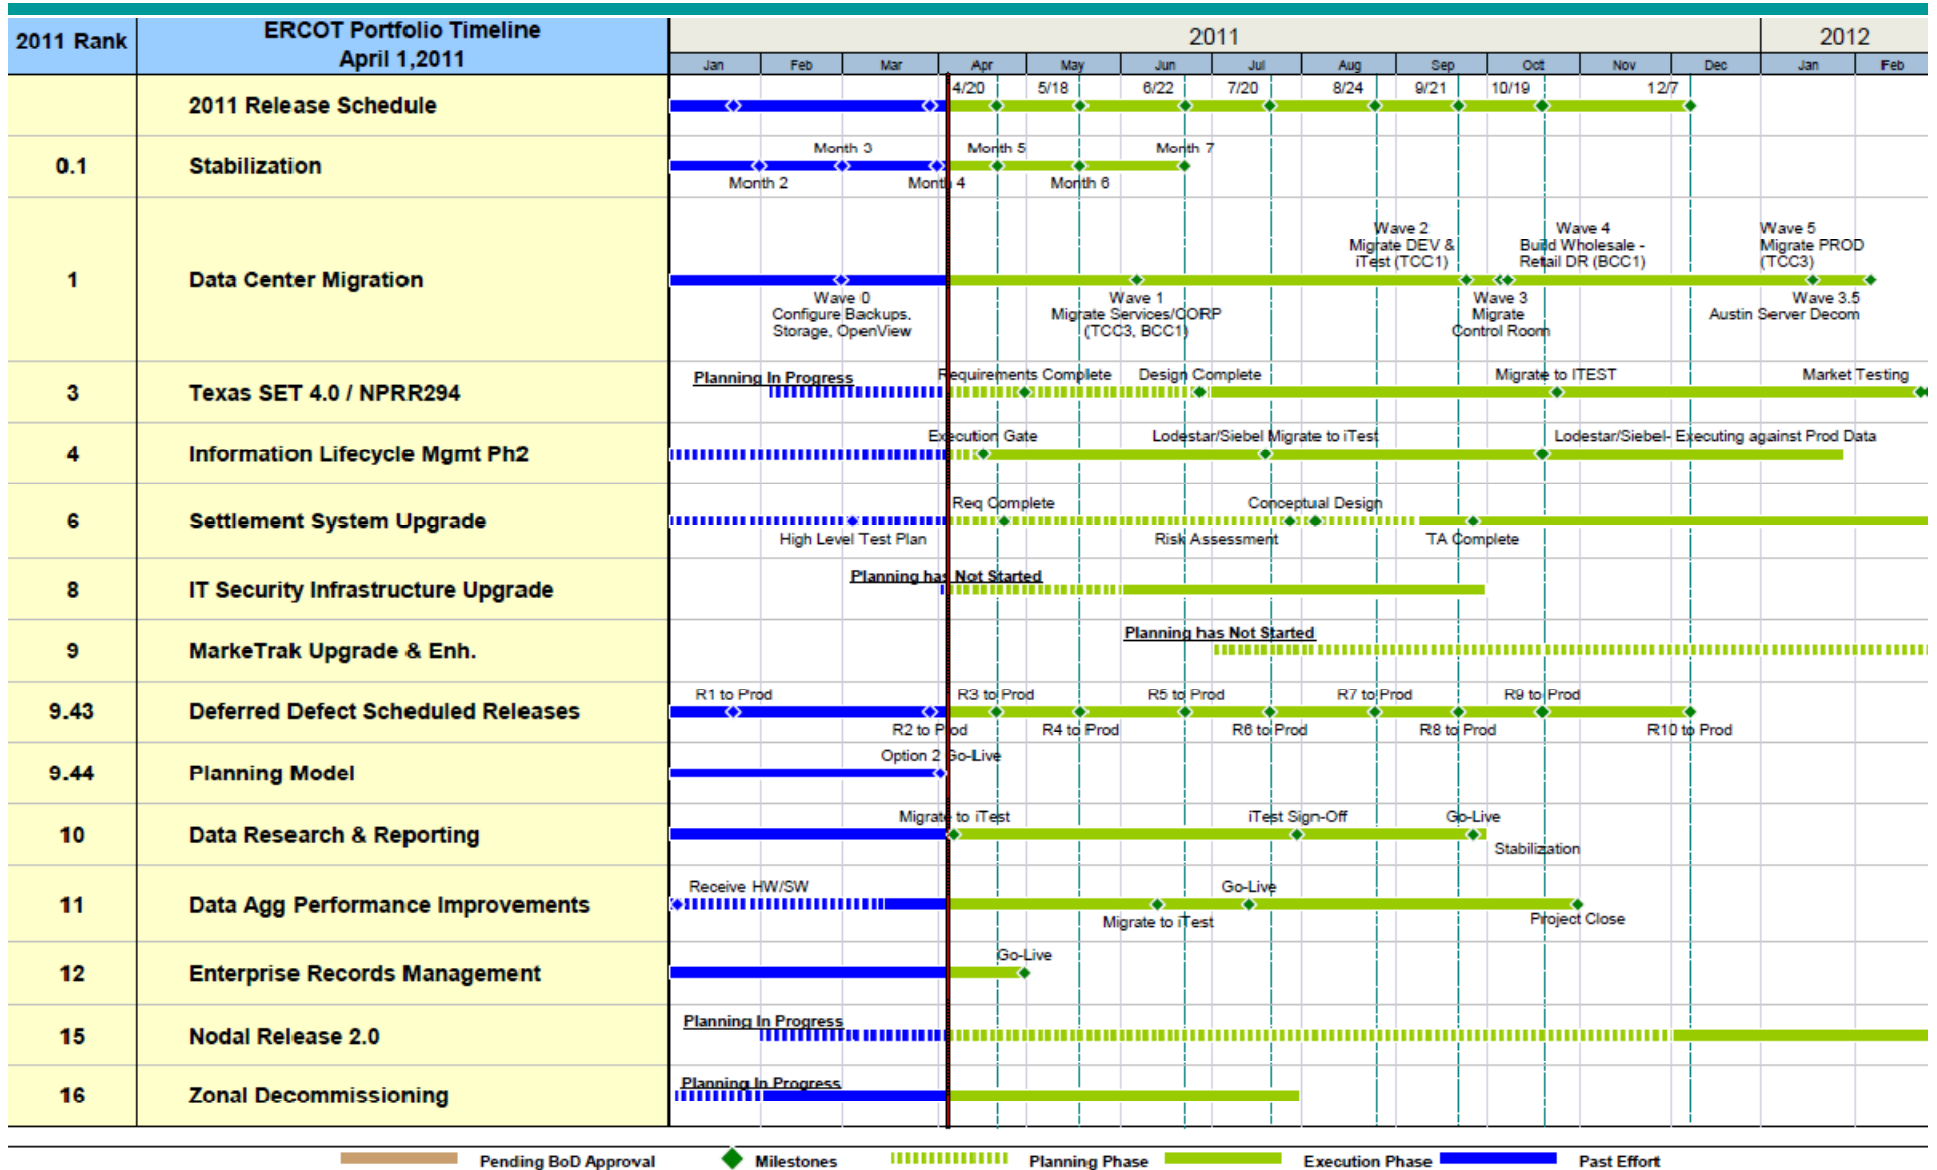 2011 Rank
ERCOT Portfolio Timeline
April 1,2011
2011
2012
Jan Feb Mar Apr May Jun Jul Aug Sep Oct Nov Dec Jan Feb
2011 Release Schedule
4/20 5/18 6/22 7/20 8/24 9/21 10/19 12/7
0.1
Stabilization
Month 3 Month 5 Month 7
Month 2 Month 4 Month 6
1
Data Center Migration
Wave 2
Migrate DEV &
iTest (TCC1)
Wave 4
Build Wholesale -
Retail DR (BCC1)
Wave 5
Migrate PROD
(TCC3)
Wave 0
Configure Backups.
Storage, OpenView
Wave 1
Migrate Services/CORP
(TCC3, BCC1)
Wave 3
Migrate
Control Room
Wave 3.5
Austin Server Decom
3
Texas SET 4.0 / NPRR294
Planning In Progress
Requirements Complete Design Complete Migrate to ITEST Market Testing
4
Information Lifecycle Mgmt Ph2
Execution Gate Lodestar/Siebel Migrate to iTest Lodestar/Siebel- Executing against Prod Data
6
Settlement System Upgrade
Req Complete Conceptual Design
High Level Test Plan Risk Assessment TA Complete
8
IT Security Infrastructure Upgrade
Planning has Not Started
9
MarkeTrak Upgrade & Enh.
Planning has Not Started
9.43
Deferred Defect Scheduled Releases
R1 to Prod R3 to Prod R5 to Prod R7 to Prod R9 to Prod
R2 to Prod R4 to Prod R6 to Prod R8 to Prod R10 to Prod
9.44
Planning Model
Option 2 Go-Live
10
Data Research & Reporting
Migrate to iTest iTest Sign-Off Go-Live
Stabilization
11
Data Agg Performance Improvements
Receive HW/SW Go-Live
Migrate to iTest Project Close
12
Enterprise Records Management
Go-Live
15
Nodal Release 2.0
Planning In Progress
16
Zonal Decommissioning
Planning In Progress
Pending BoD Approval Milestones Planning Phase Execution Phase Past Effort